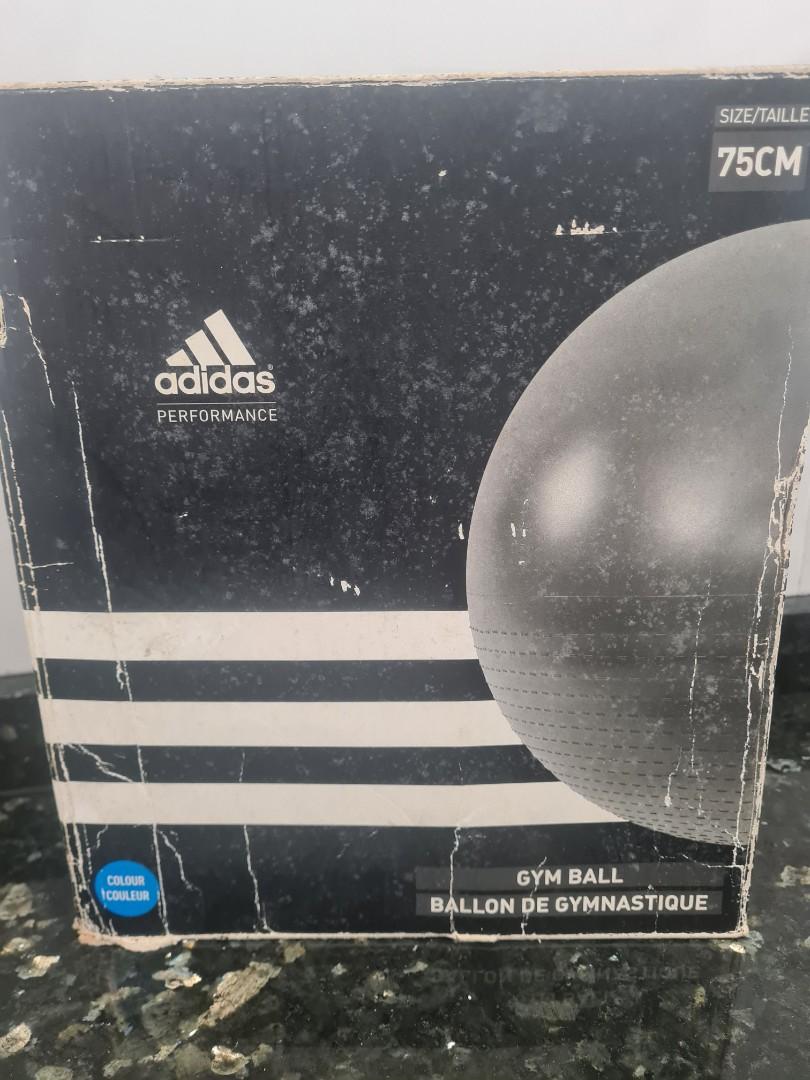 SIZE/TAILLE
75CM
adidas®
PERFORMANCE
COLOUR
COULEUR
GYM BALL
BALLON DE GYMNASTIQUE